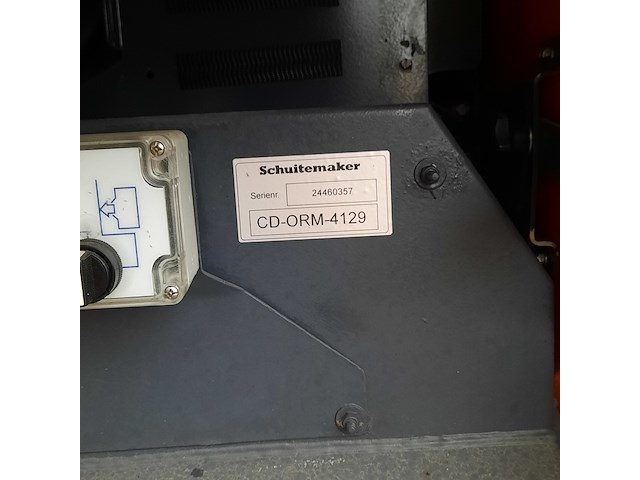 Schuitemaker
Serienr. 24460357
CD-ORM-4129